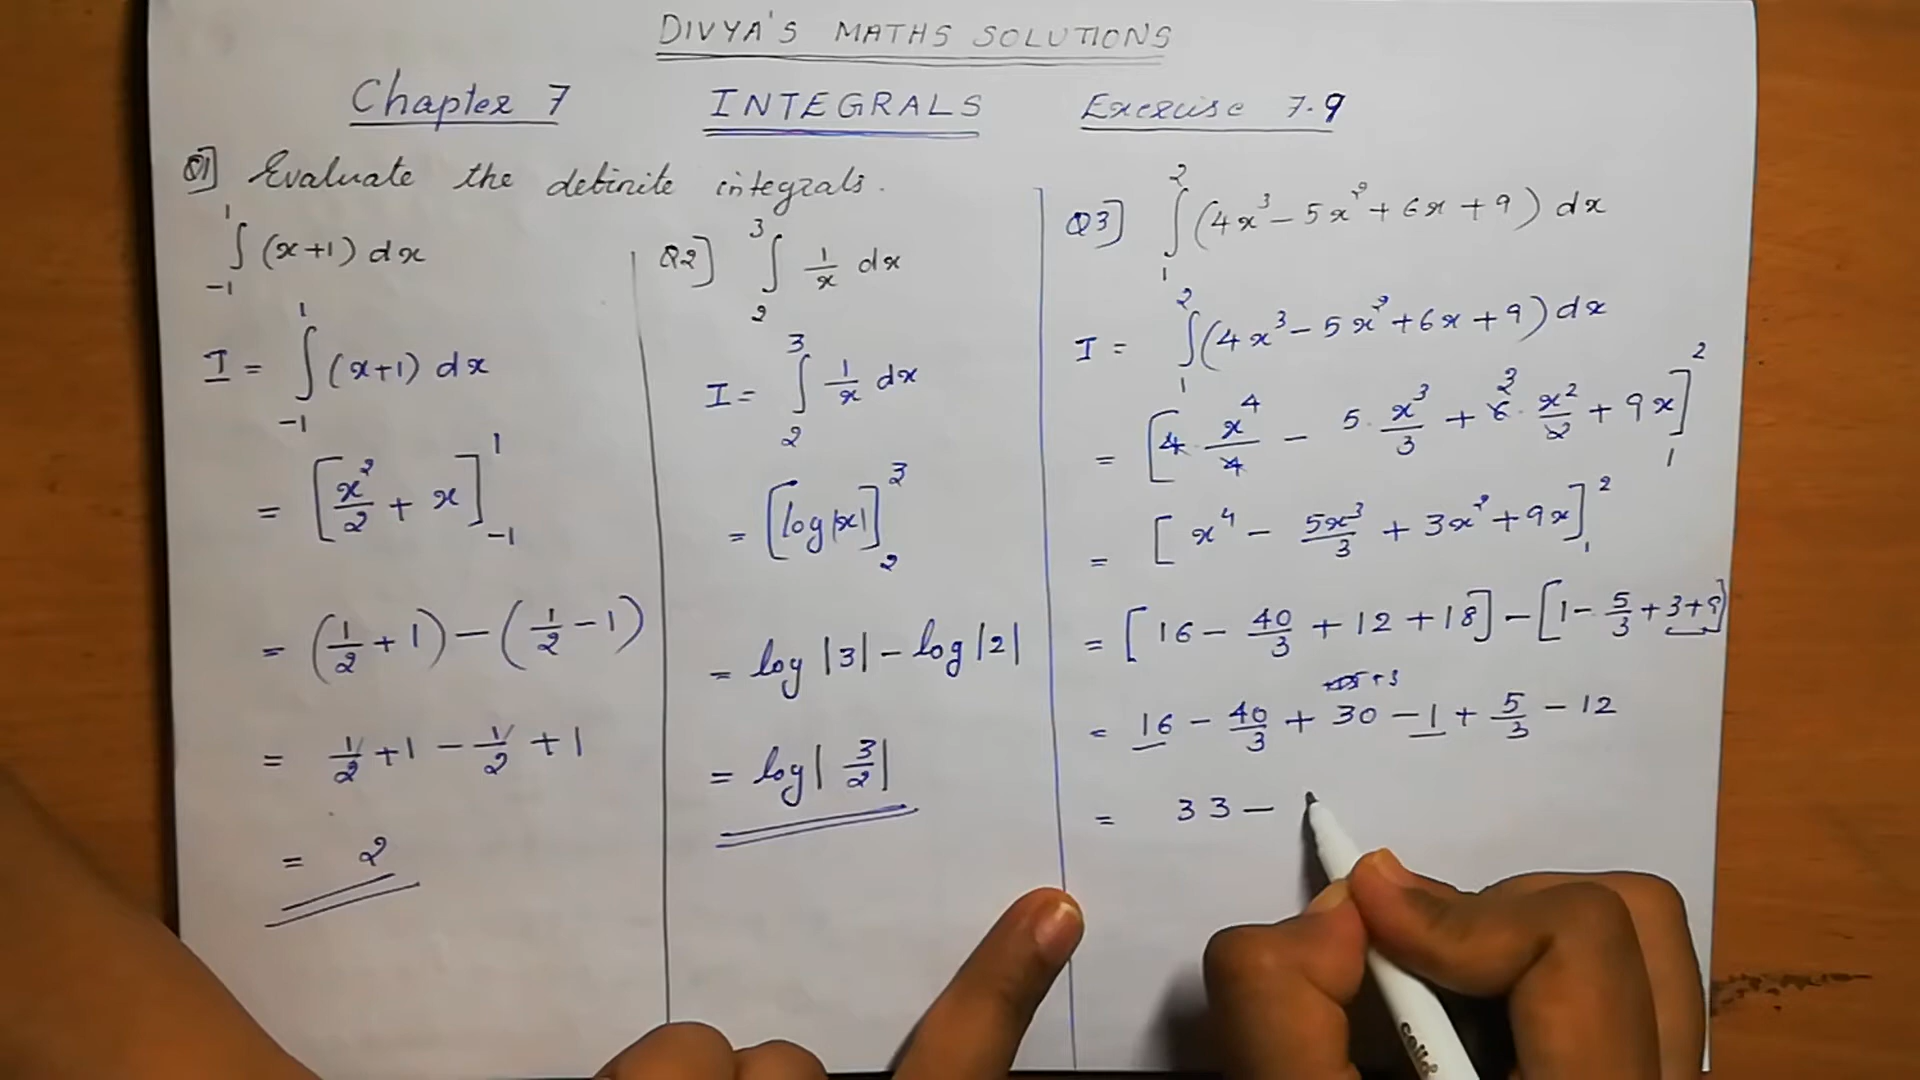 DIVYA'S MATHS SOLUTIONS
Chapter 7 INTEGRALS Exercise 7.9
Q1] Evaluate the definite integrals.
∫₋₁¹ (x+1) dx
I = ∫₋₁¹ (x+1) dx
= [x²/2 + x]₋₁¹
= (1/2 + 1) − (1/2 − 1)
= 1/2 + 1 − 1/2 + 1
= 2
Q2] ∫₂³ 1/x dx
I = ∫₂³ 1/x dx
= [log|x|]₂³
= log |3| − log |2|
= log | 3/2 |
Q3] ∫₁² (4x³ − 5x² + 6x + 9) dx
I = ∫₁² (4x³ − 5x² + 6x + 9) dx
= [4 · x⁴/4 − 5 · x³/3 + 6 · x²/2 + 9x]₁²
3
= [x⁴ − 5x³/3 + 3x² + 9x]₁²
= [16 − 40/3 + 12 + 18] − [1 − 5/3 + 3+9]
+3
= 16 − 40/3 + 30 − 1 + 5/3 − 12
= 33 −
cello